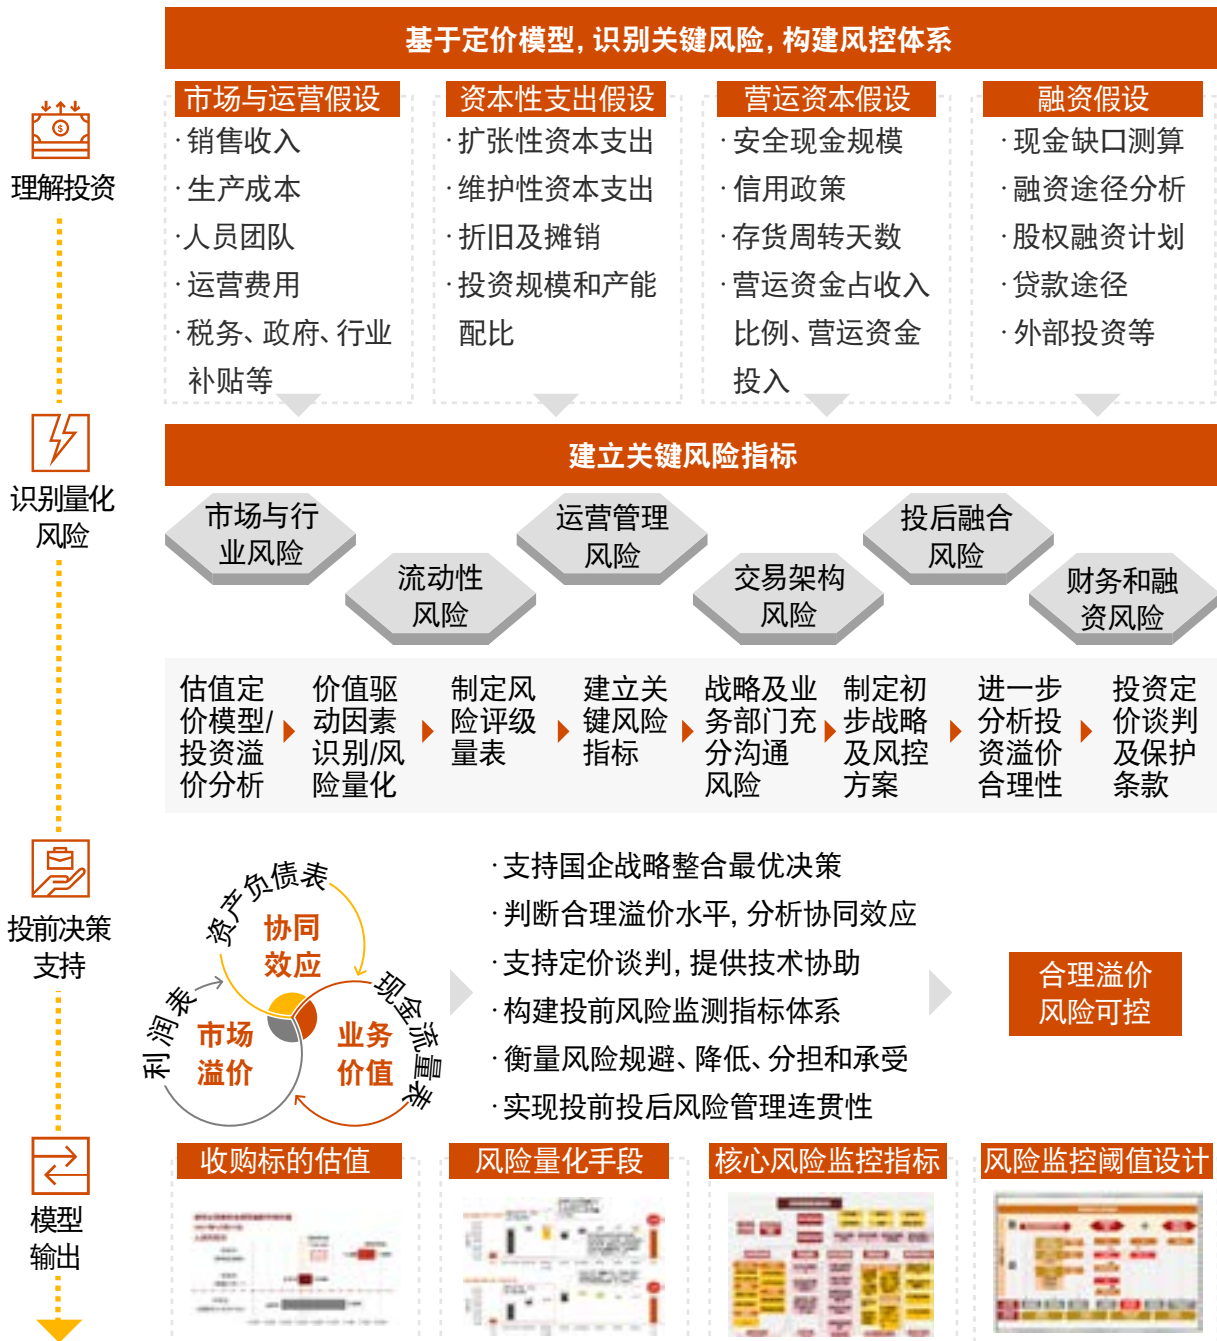 基于定价模型, 识别关键风险, 构建风控体系
理解投资
市场与运营假设
· 销售收入
· 生产成本
· 人员团队
· 运营费用
· 税务、政府、行业
补贴等
资本性支出假设
· 扩张性资本支出
· 维护性资本支出
· 折旧及摊销
· 投资规模和产能
配比
营运资本假设
· 安全现金规模
· 信用政策
· 存货周转天数
· 营运资金占收入
比例、营运资金
投入
融资假设
· 现金缺口测算
· 融资途径分析
· 股权融资计划
· 贷款途径
· 外部投资等
识别量化
风险
建立关键风险指标
市场与行
业风险
流动性
风险
运营管理
风险
交易架构
风险
投后融合
风险
财务和融
资风险
估值定
价模型/
投资溢
价分析
价值驱
动因素
识别/风
险量化
制定风
险评级
量表
建立关
键风险
指标
战略及业
务部门充
分沟通
风险
制定初
步战略
及风控
方案
进一步
分析投
资溢价
合理性
投资定
价谈判
及保护
条款
投前决策
支持
资产负债表
协同
效应
利润表
市场
溢价
现金流量表
业务
价值
· 支持国企战略整合最优决策
· 判断合理溢价水平, 分析协同效应
· 支持定价谈判, 提供技术协助
· 构建投前风险监测指标体系
· 衡量风险规避、降低、分担和承受
· 实现投前投后风险管理连贯性
合理溢价
风险可控
模型
输出
收购标的估值
风险量化手段
核心风险监控指标
风险监控阈值设计